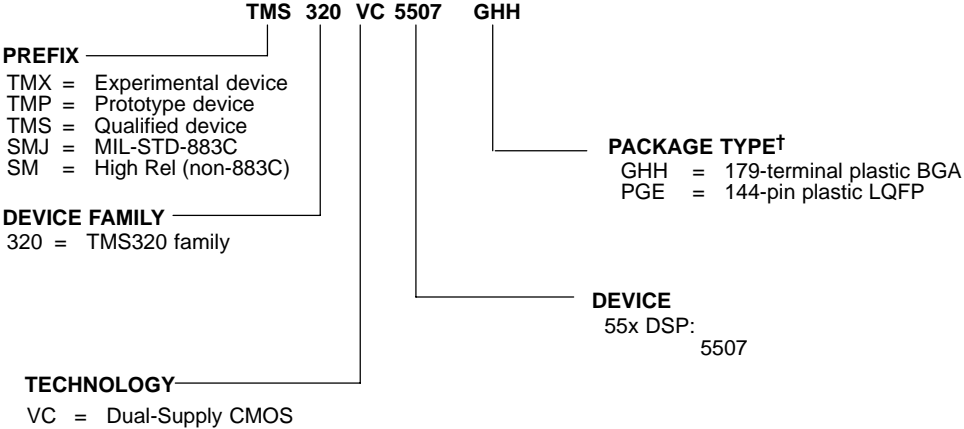 TMS 320 VC 5507 GHH
PREFIX
TMX = Experimental device
TMP = Prototype device
TMS = Qualified device
SMJ = MIL-STD-883C
SM = High Rel (non-883C)
DEVICE FAMILY
320 = TMS320 family
TECHNOLOGY
VC = Dual-Supply CMOS
PACKAGE TYPE†
GHH = 179-terminal plastic BGA
PGE = 144-pin plastic LQFP
DEVICE
55x DSP:
5507